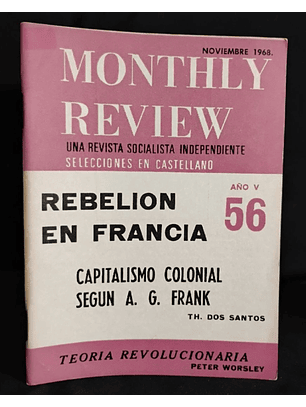 NOVIEMBRE 1968.
MONTHLY
REVIEW
UNA REVISTA SOCIALISTA INDEPENDIENTE
SELECCIONES EN CASTELLANO
AÑO V
REBELION
EN FRANCIA
56
CAPITALISMO COLONIAL
SEGUN A. G. FRANK
TH. DOS SANTOS
TEORIA REVOLUCIONARIA
PETER WORSLEY